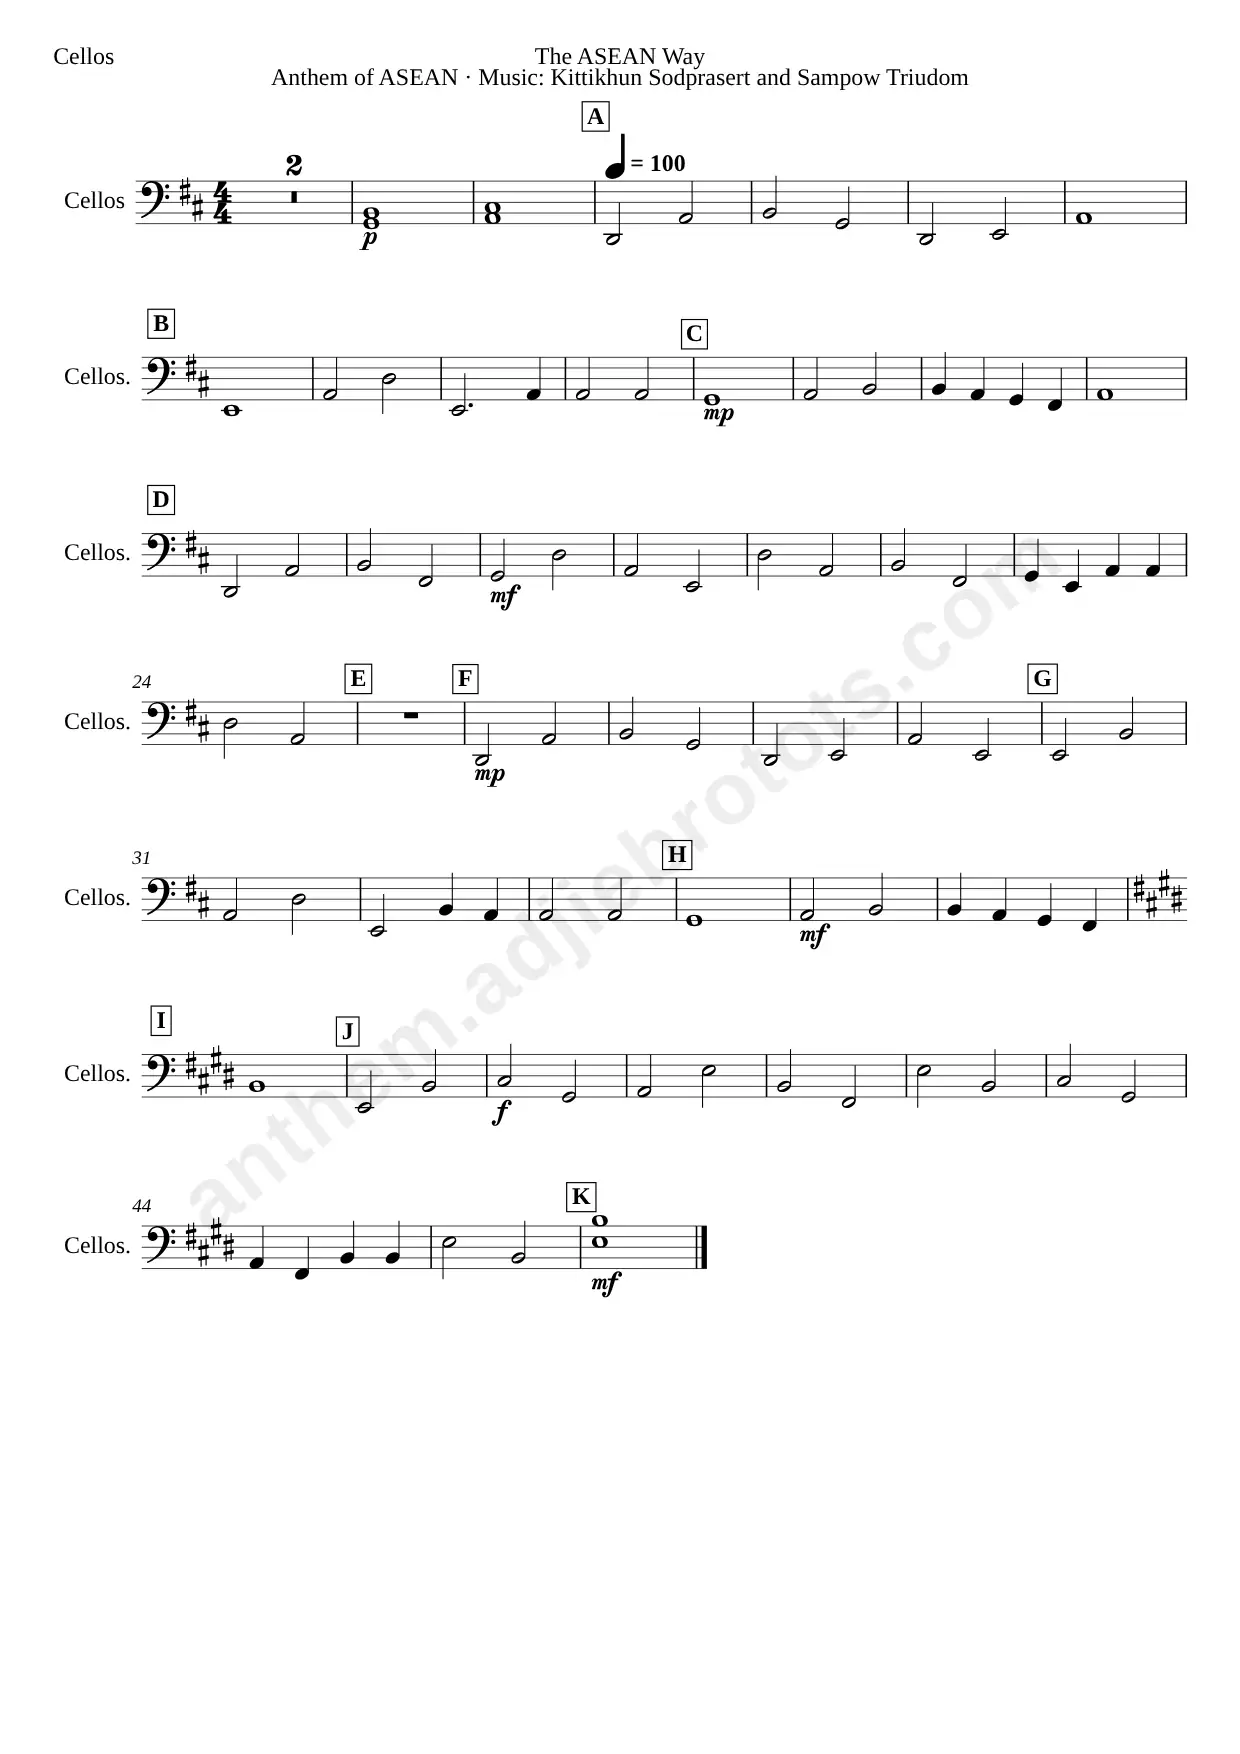 Cellos
The ASEAN Way
Anthem of ASEAN · Music: Kittikhun Sodprasert and Sampow Triudom
A
2
= 100
Cellos
p
B
C
Cellos.
mp
D
Cellos.
mf
24
E
F
G
Cellos.
mp
31
H
Cellos.
mf
I
J
Cellos.
f
44
K
Cellos.
mf
anthem.adjiebrotots.com